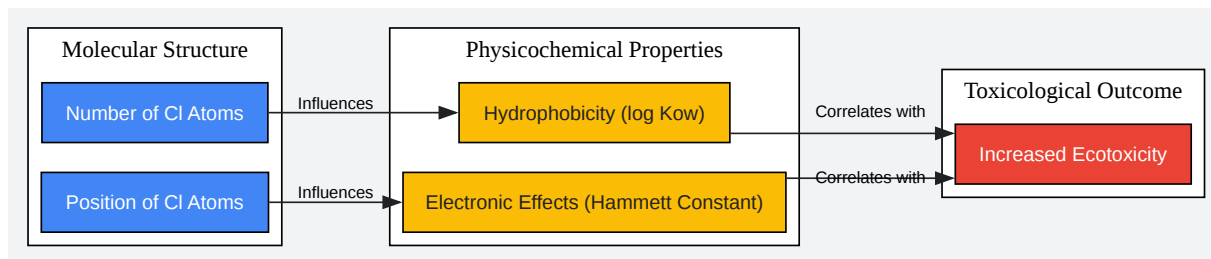 Molecular Structure
Number of Cl Atoms
Position of Cl Atoms
Influences
Influences
Physicochemical Properties
Hydrophobicity (log Kow)
Electronic Effects (Hammett Constant)
Correlates with
Correlates with
Toxicological Outcome
Increased Ecotoxicity